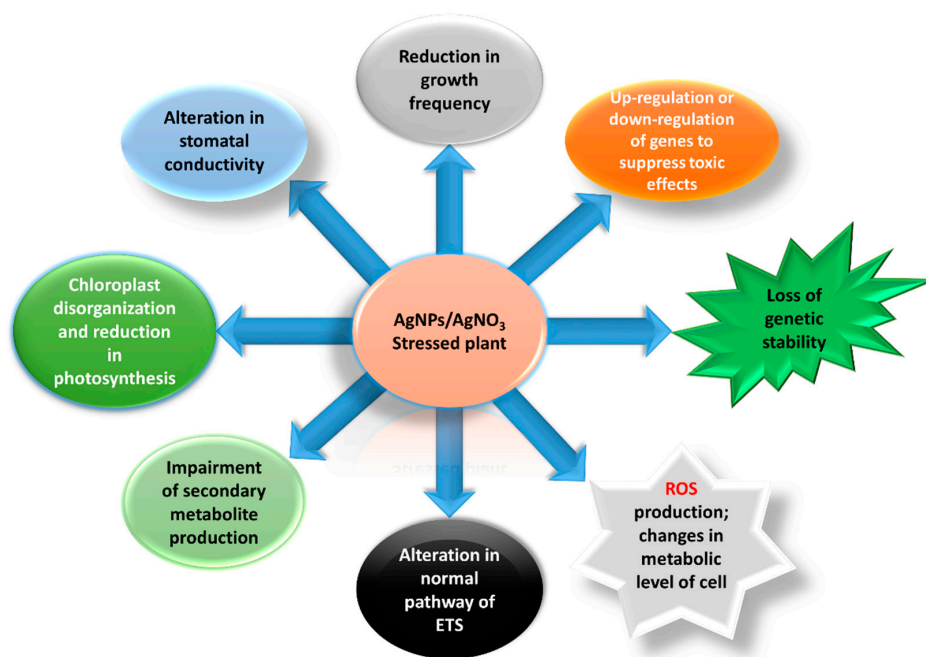 Reduction in
growth
frequency
Up-regulation or
down-regulation
of genes to
suppress toxic
effects
Alteration in
stomatal
conductivity
Chloroplast
disorganization
and reduction
in
photosynthesis
AgNPs/AgNO₃
Stressed plant
Loss of
genetic
stability
Impairment
of secondary
metabolite
production
Stressed plant
Alteration in
normal
pathway of
ETS
ROS
production;
changes in
metabolic
level of cell